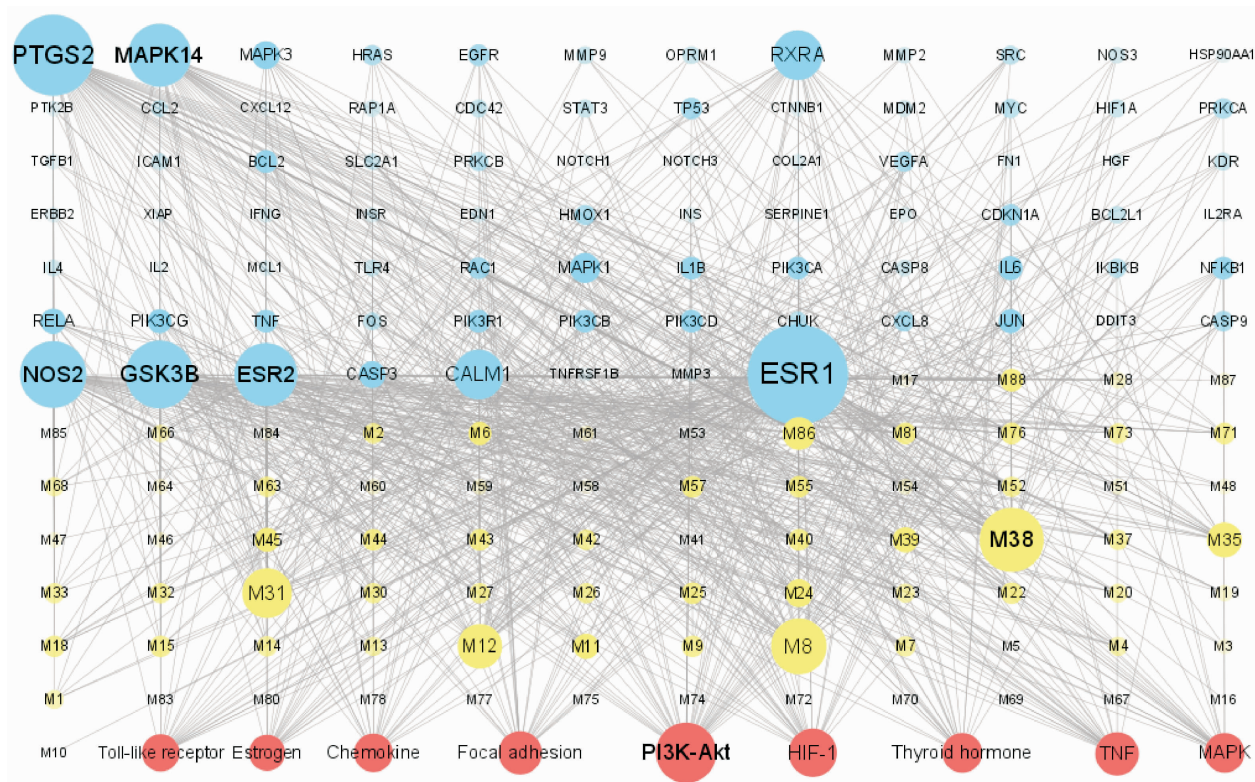 PTGS2 MAPK14 MAPK3 HRAS EGFR MMP9 OPRM1 RXRA MMP2 SRC NOS3 HSP90AA1
PTK2B CCL2 CXCL12 RAP1A CDC42 STAT3 TP53 CTNNB1 MDM2 MYC HIF1A PRKCA
TGFB1 ICAM1 BCL2 SLC2A1 PRKCB NOTCH1 NOTCH3 COL2A1 VEGFA FN1 HGF KDR
ERBB2 XIAP IFNG INSR EDN1 HMOX1 INS SERPINE1 EPO CDKN1A BCL2L1 IL2RA
IL4 IL2 MCL1 TLR4 RAC1 MAPK1 IL1B PIK3CA CASP8 IL6 IKBKB NFKB1
RELA PIK3CG TNF FOS PIK3R1 PIK3CB PIK3CD CHUK CXCL8 JUN DDIT3 CASP9
NOS2 GSK3B ESR2 CASP3 CALM1 TNFRSF1B MMP3 ESR1 M17 M88 M28 M87
M85 M66 M84 M2 M6 M61 M53 M86 M81 M76 M73 M71
M68 M64 M63 M60 M59 M58 M57 M55 M54 M52 M51 M48
M47 M46 M45 M44 M43 M42 M41 M40 M39 M38 M37 M35
M33 M32 M31 M30 M27 M26 M25 M24 M23 M22 M20 M19
M18 M15 M14 M13 M12 M11 M9 M8 M7 M5 M4 M3
M1 M83 M80 M78 M77 M75 M74 M72 M70 M69 M67 M16
M10 Toll-like receptor Estrogen Chemokine Focal adhesion PI3K-Akt HIF-1 Thyroid hormone TNF MAPK